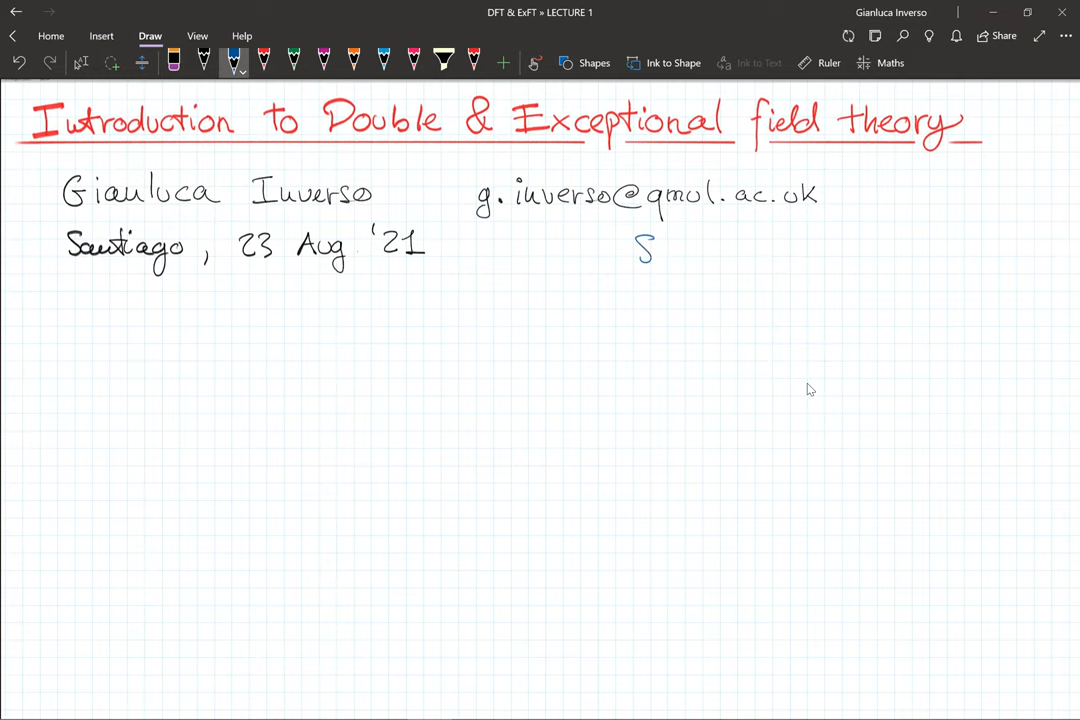 DFT & ExFT » LECTURE 1
Gianluca Inverso
Home Insert Draw View Help
Share
Shapes Ink to Shape Ink to Text Ruler Maths
Introduction to Double & Exceptional field theory
Gianluca Inverso g.inverso@qmul.ac.uk
Santiago, 23 Aug. '21 S